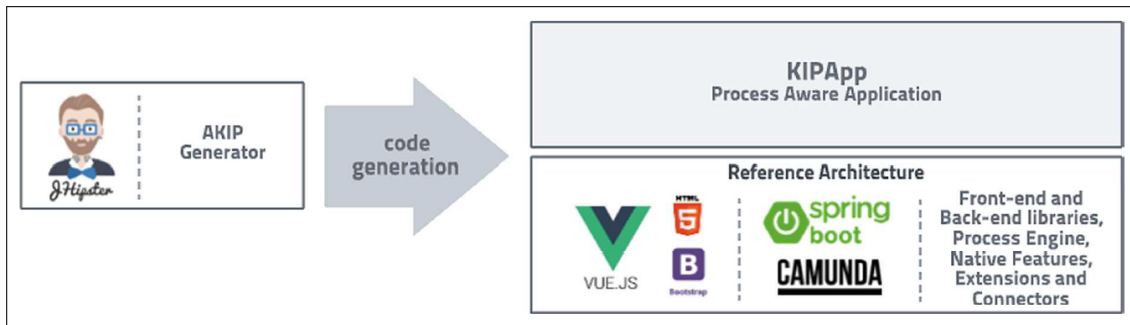 JHipster
AKIP
Generator
code
generation
KIPApp
Process Aware Application
Reference Architecture
VUE.JS
HTML
5
B
Bootstrap
spring
boot
CAMUNDA
Front-end and
Back-end libraries,
Process Engine,
Native Features,
Extensions and
Connectors